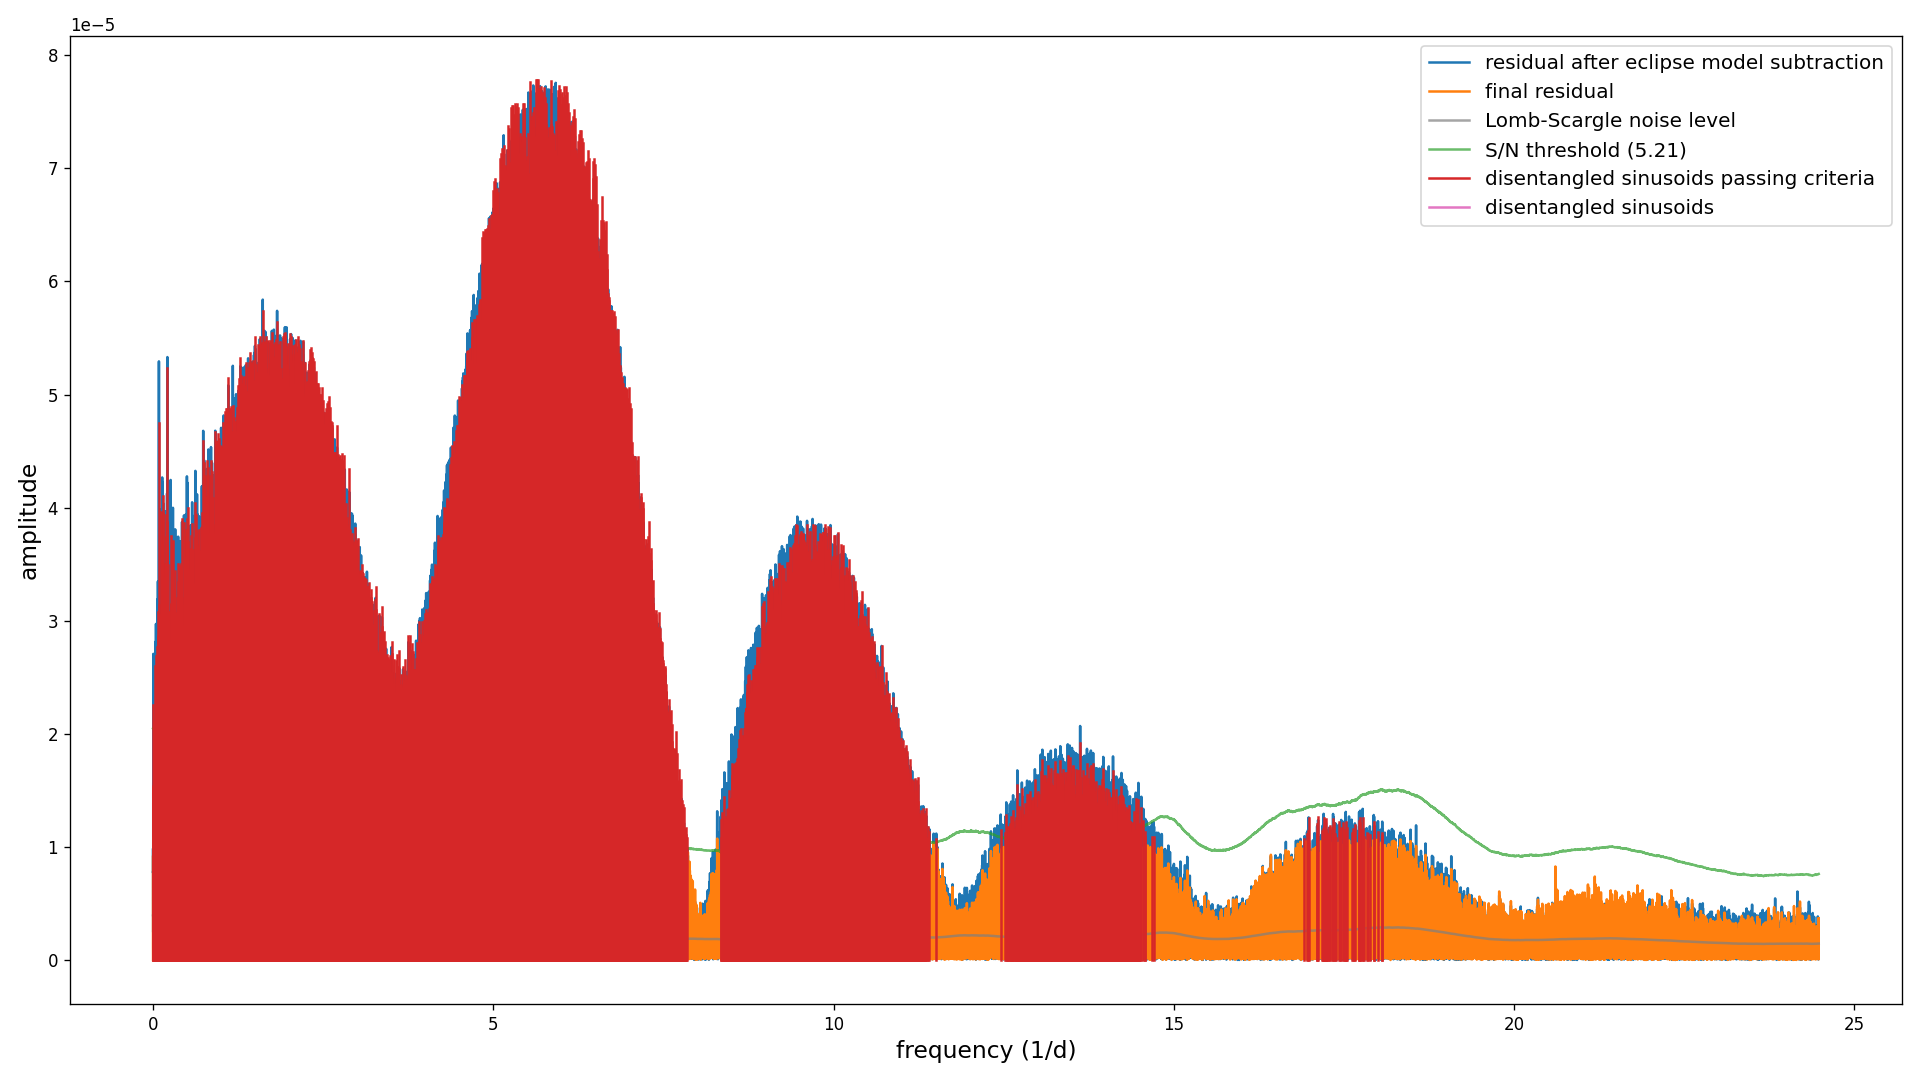 1e−5
8
7
6
5
4
3
2
1
0
amplitude
0
5
10
15
20
25
frequency (1/d)
residual after eclipse model subtraction
final residual
Lomb-Scargle noise level
S/N threshold (5.21)
disentangled sinusoids passing criteria
disentangled sinusoids